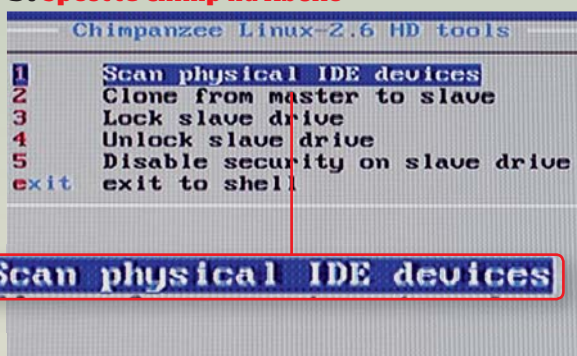 Chimpanzee Linux-2.6 HD tools
1 Scan physical IDE devices
2 Clone from master to slave
3 Lock slave drive
4 Unlock slave drive
5 Disable security on slave drive
exit exit to shell
Scan physical IDE devices